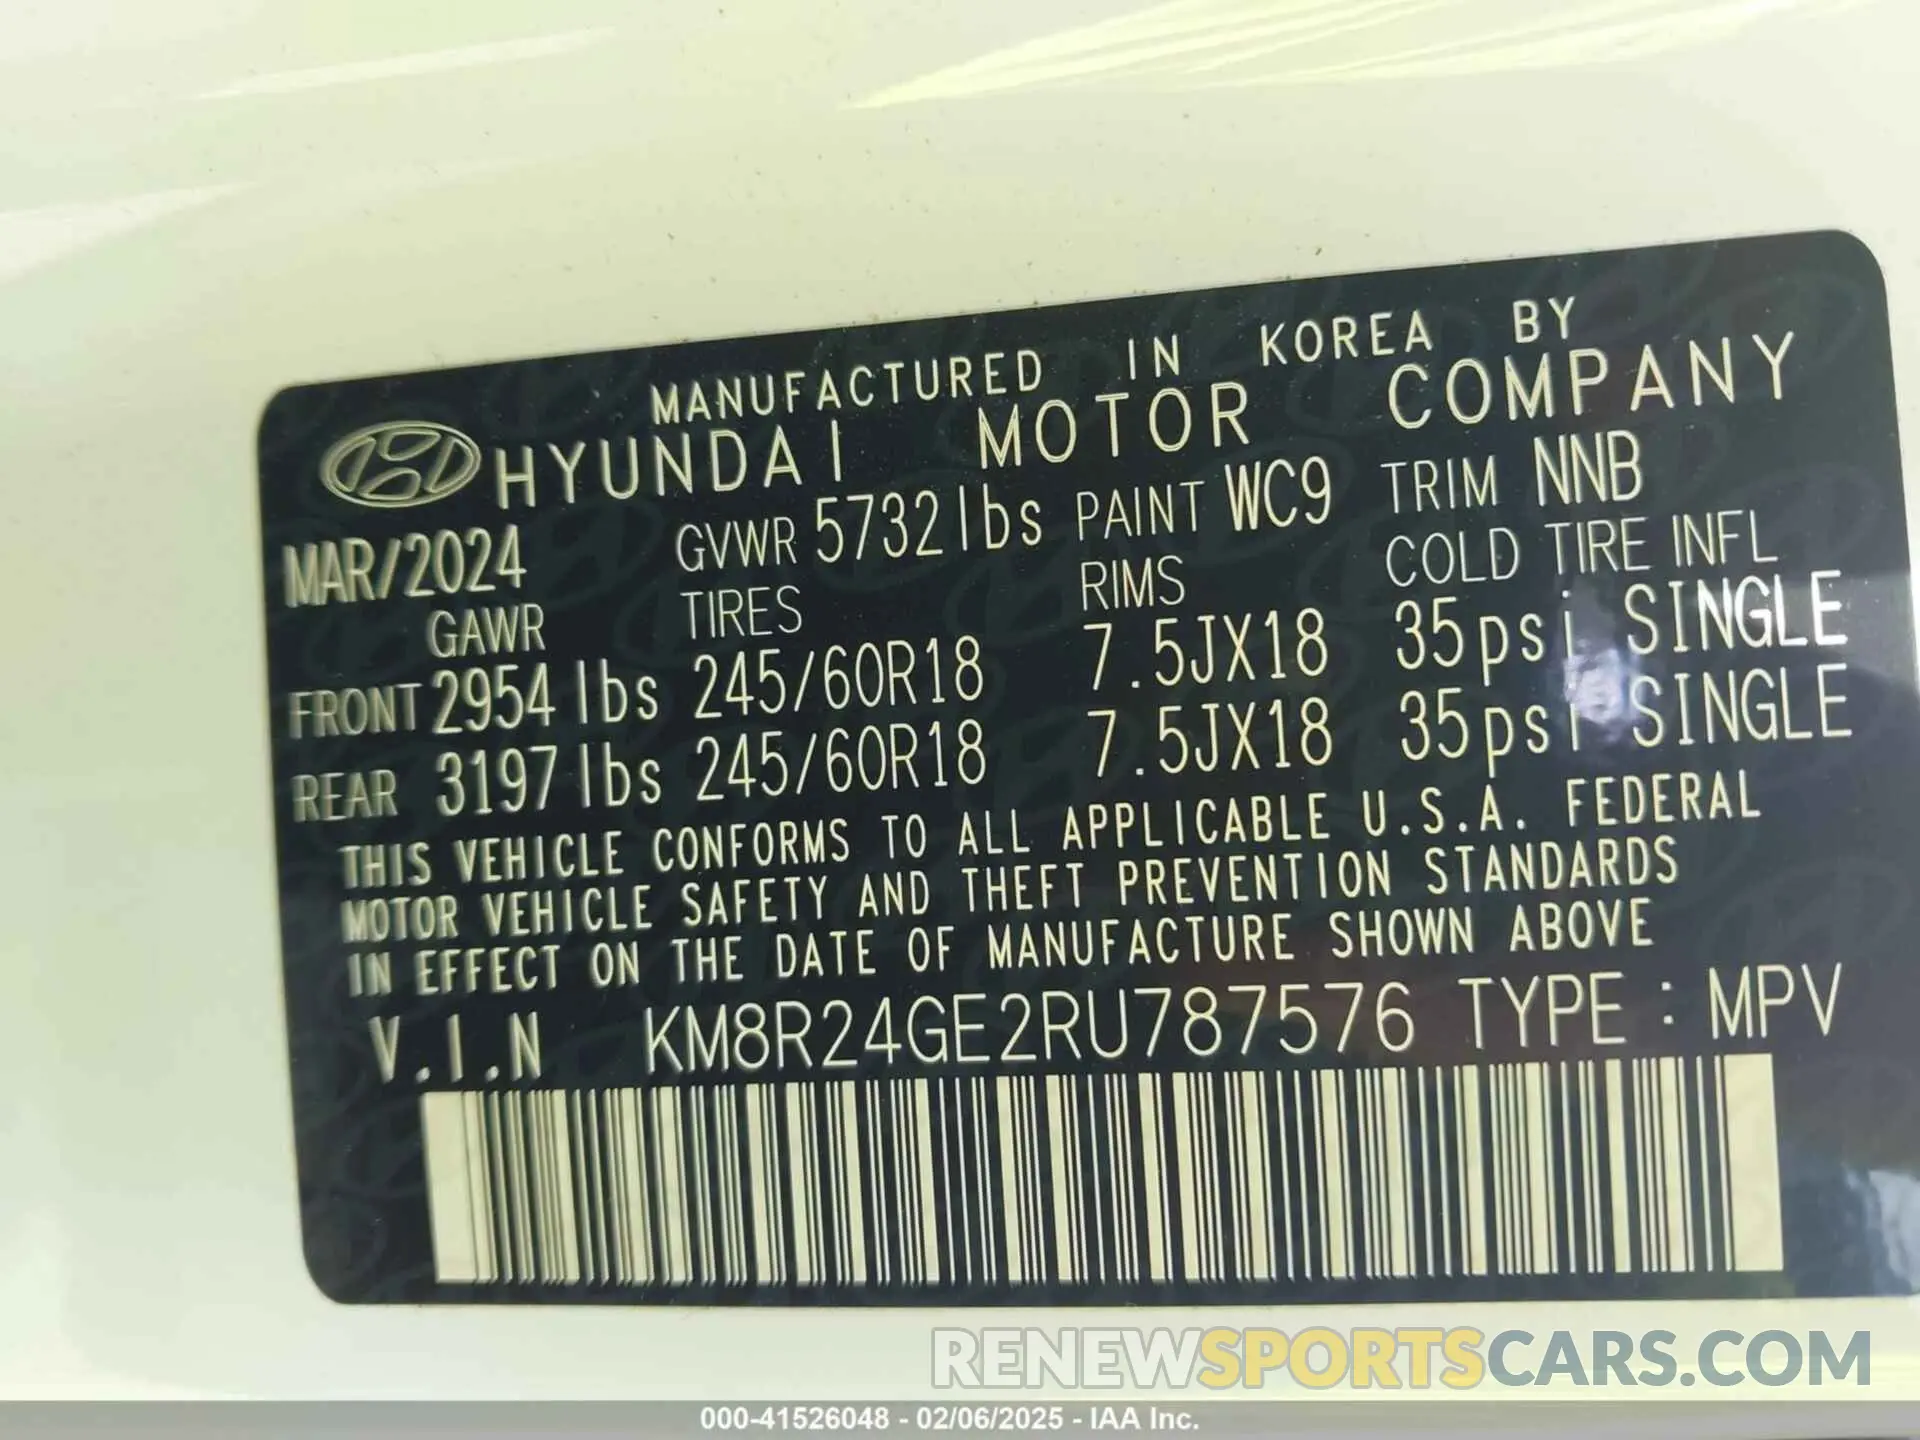 MANUFACTURED IN KOREA BY
HYUNDAI MOTOR COMPANY
MAR/2024 GVWR 5732lbs PAINT WC9 TRIM NNB
GAWR TIRES RIMS COLD TIRE INFL
FRONT 2954 lbs 245/60R18 7.5JX18 35psi SINGLE
REAR 3197 lbs 245/60R18 7.5JX18 35psi SINGLE
THIS VEHICLE CONFORMS TO ALL APPLICABLE U.S.A. FEDERAL
MOTOR VEHICLE SAFETY AND THEFT PREVENTION STANDARDS
IN EFFECT ON THE DATE OF MANUFACTURE SHOWN ABOVE
V.I.N KM8R24GE2RU787576 TYPE : MPV
RENEWSPORTSCARS.COM
000-41526048 - 02/06/2025 - IAA Inc.